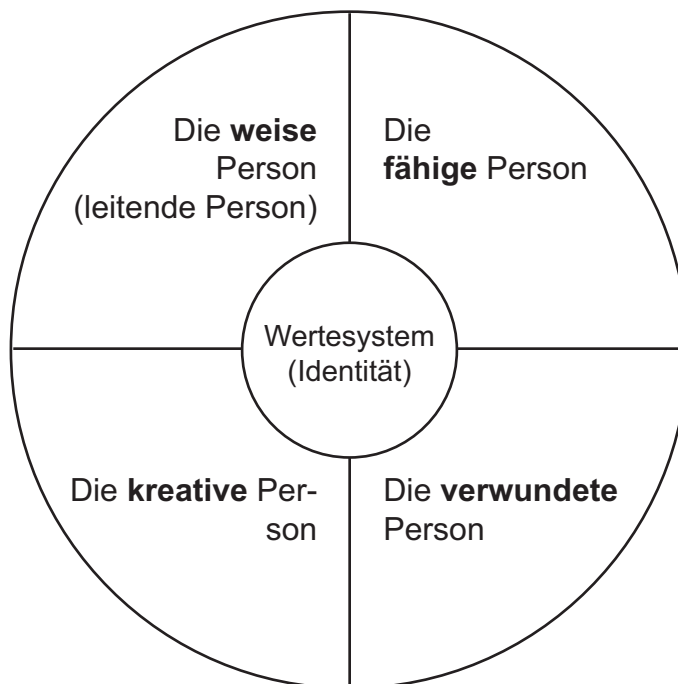 Die weise
Person
(leitende Person)
Die
fähige Person
Wertesystem
(Identität)
Die kreative Per-
son
Die verwundete
Person